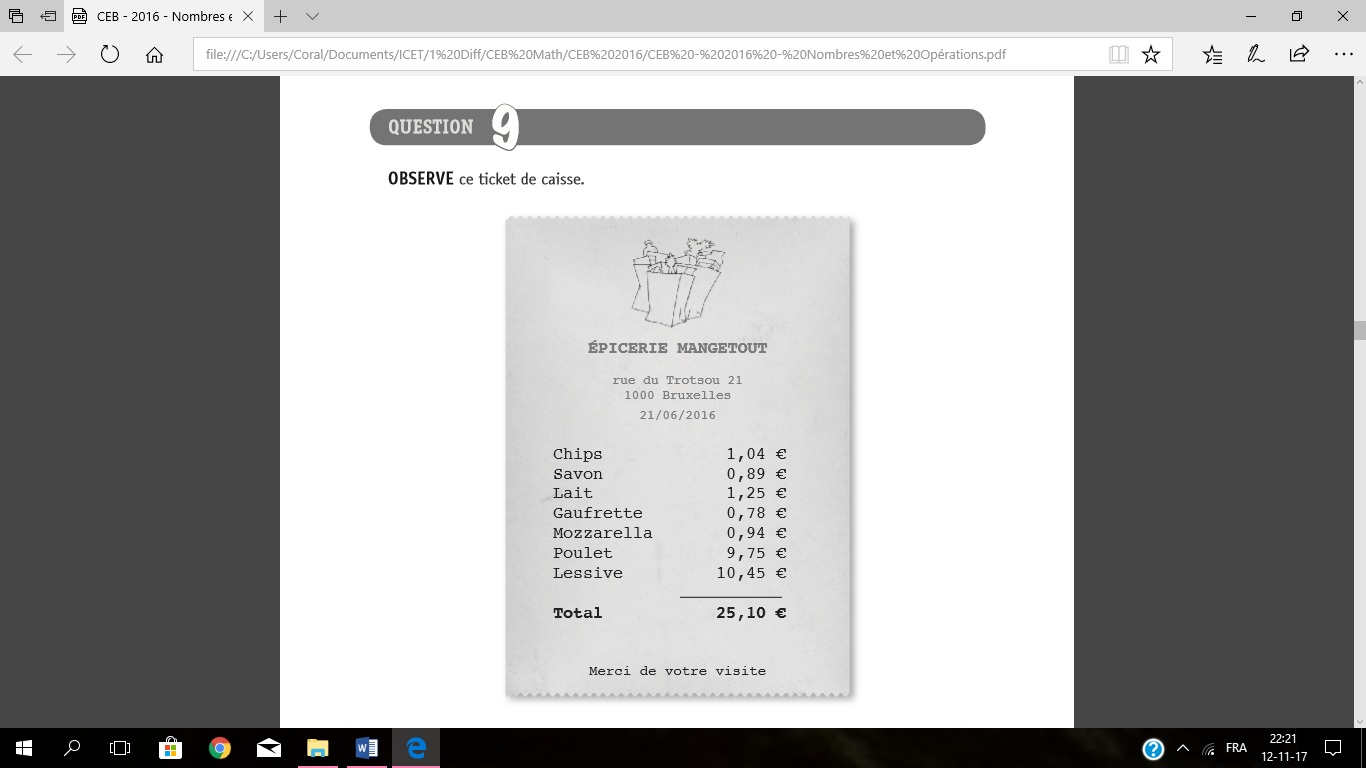 CEB - 2016 - Nombres e
file:///C:/Users/Coral/Documents/ICET/1%20Diff/CEB%20Math/CEB%202016/CEB%20-%202016%20-%20Nombres%20et%20Opérations.pdf
QUESTION 9
OBSERVE ce ticket de caisse.
ÉPICERIE MANGETOUT
rue du Trotsou 21
1000 Bruxelles
21/06/2016
Chips 1,04 €
Savon 0,89 €
Lait 1,25 €
Gaufrette 0,78 €
Mozzarella 0,94 €
Poulet 9,75 €
Lessive 10,45 €
Total 25,10 €
Merci de votre visite
FRA
22:21
12-11-17